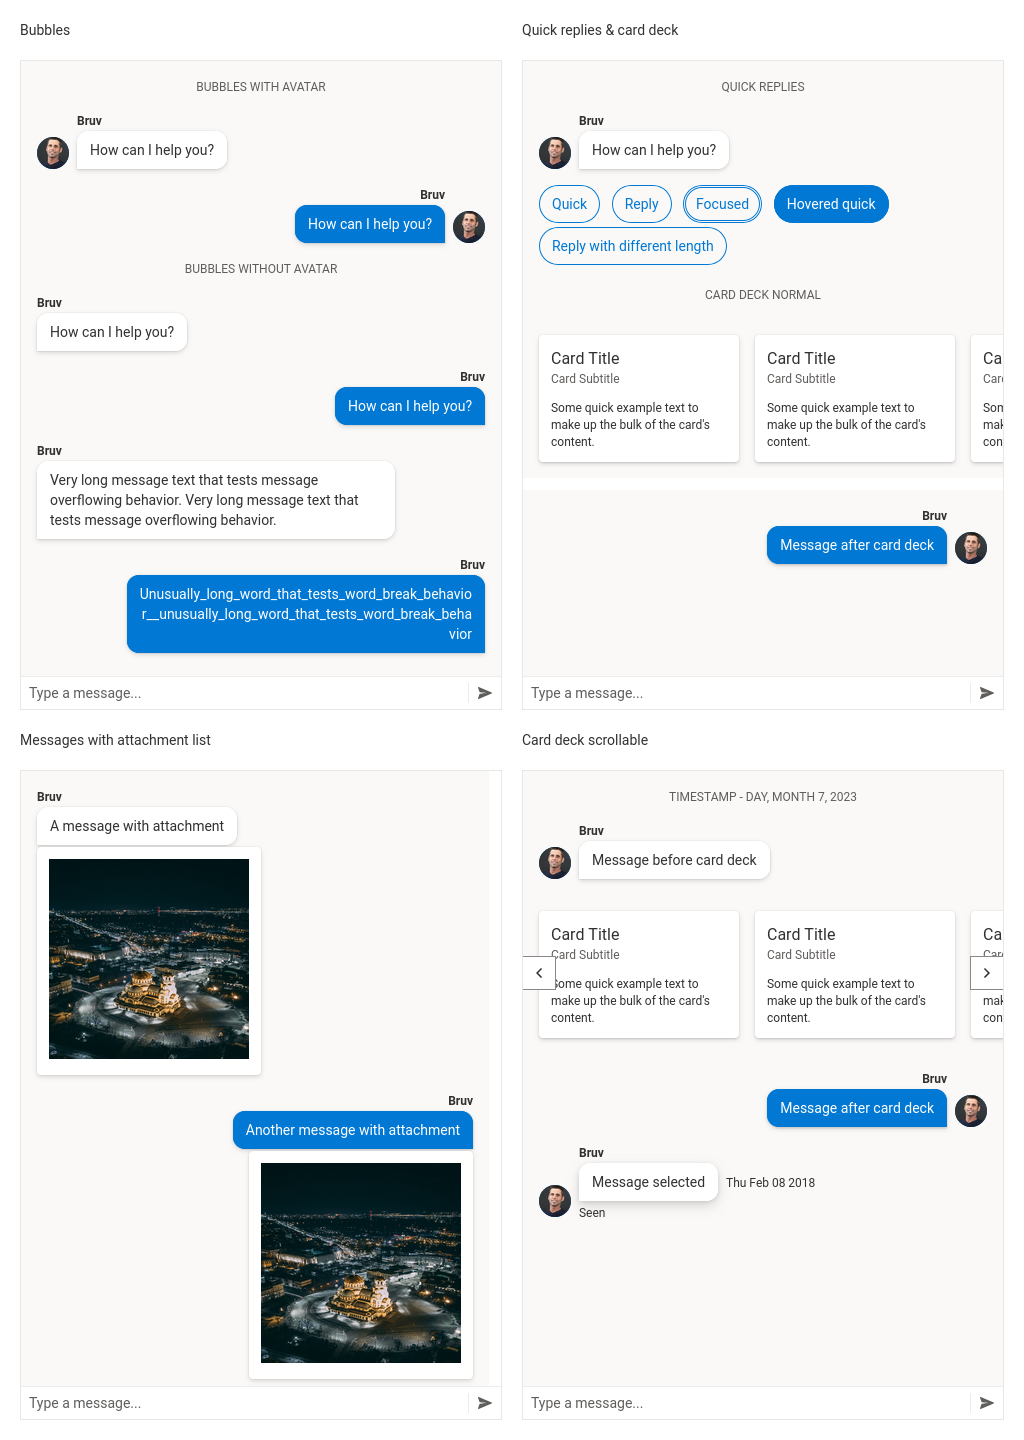 Bubbles
BUBBLES WITH AVATAR
Bruv
How can I help you?
Bruv
How can I help you?
BUBBLES WITHOUT AVATAR
Bruv
How can I help you?
Bruv
How can I help you?
Bruv
Very long message text that tests message
overflowing behavior. Very long message text that
tests message overflowing behavior.
Bruv
Unusually_long_word_that_tests_word_break_behavio
r__unusually_long_word_that_tests_word_break_beha
vior
Type a message...
Quick replies & card deck
QUICK REPLIES
Bruv
How can I help you?
Quick Reply Focused Hovered quick
Reply with different length
CARD DECK NORMAL
Card Title
Card Subtitle
Some quick example text to
make up the bulk of the card's
content.
Card Title
Card Subtitle
Some quick example text to
make up the bulk of the card's
content.
Ca
Card
Som
mak
con
Bruv
Message after card deck
Type a message...
Messages with attachment list
Bruv
A message with attachment
Bruv
Another message with attachment
Type a message...
Card deck scrollable
TIMESTAMP - DAY, MONTH 7, 2023
Bruv
Message before card deck
Card Title
Card Subtitle
Some quick example text to
make up the bulk of the card's
content.
Card Title
Card Subtitle
Some quick example text to
make up the bulk of the card's
content.
Ca
mak
con
Bruv
Message after card deck
Bruv
Message selected Thu Feb 08 2018
Seen
Type a message...